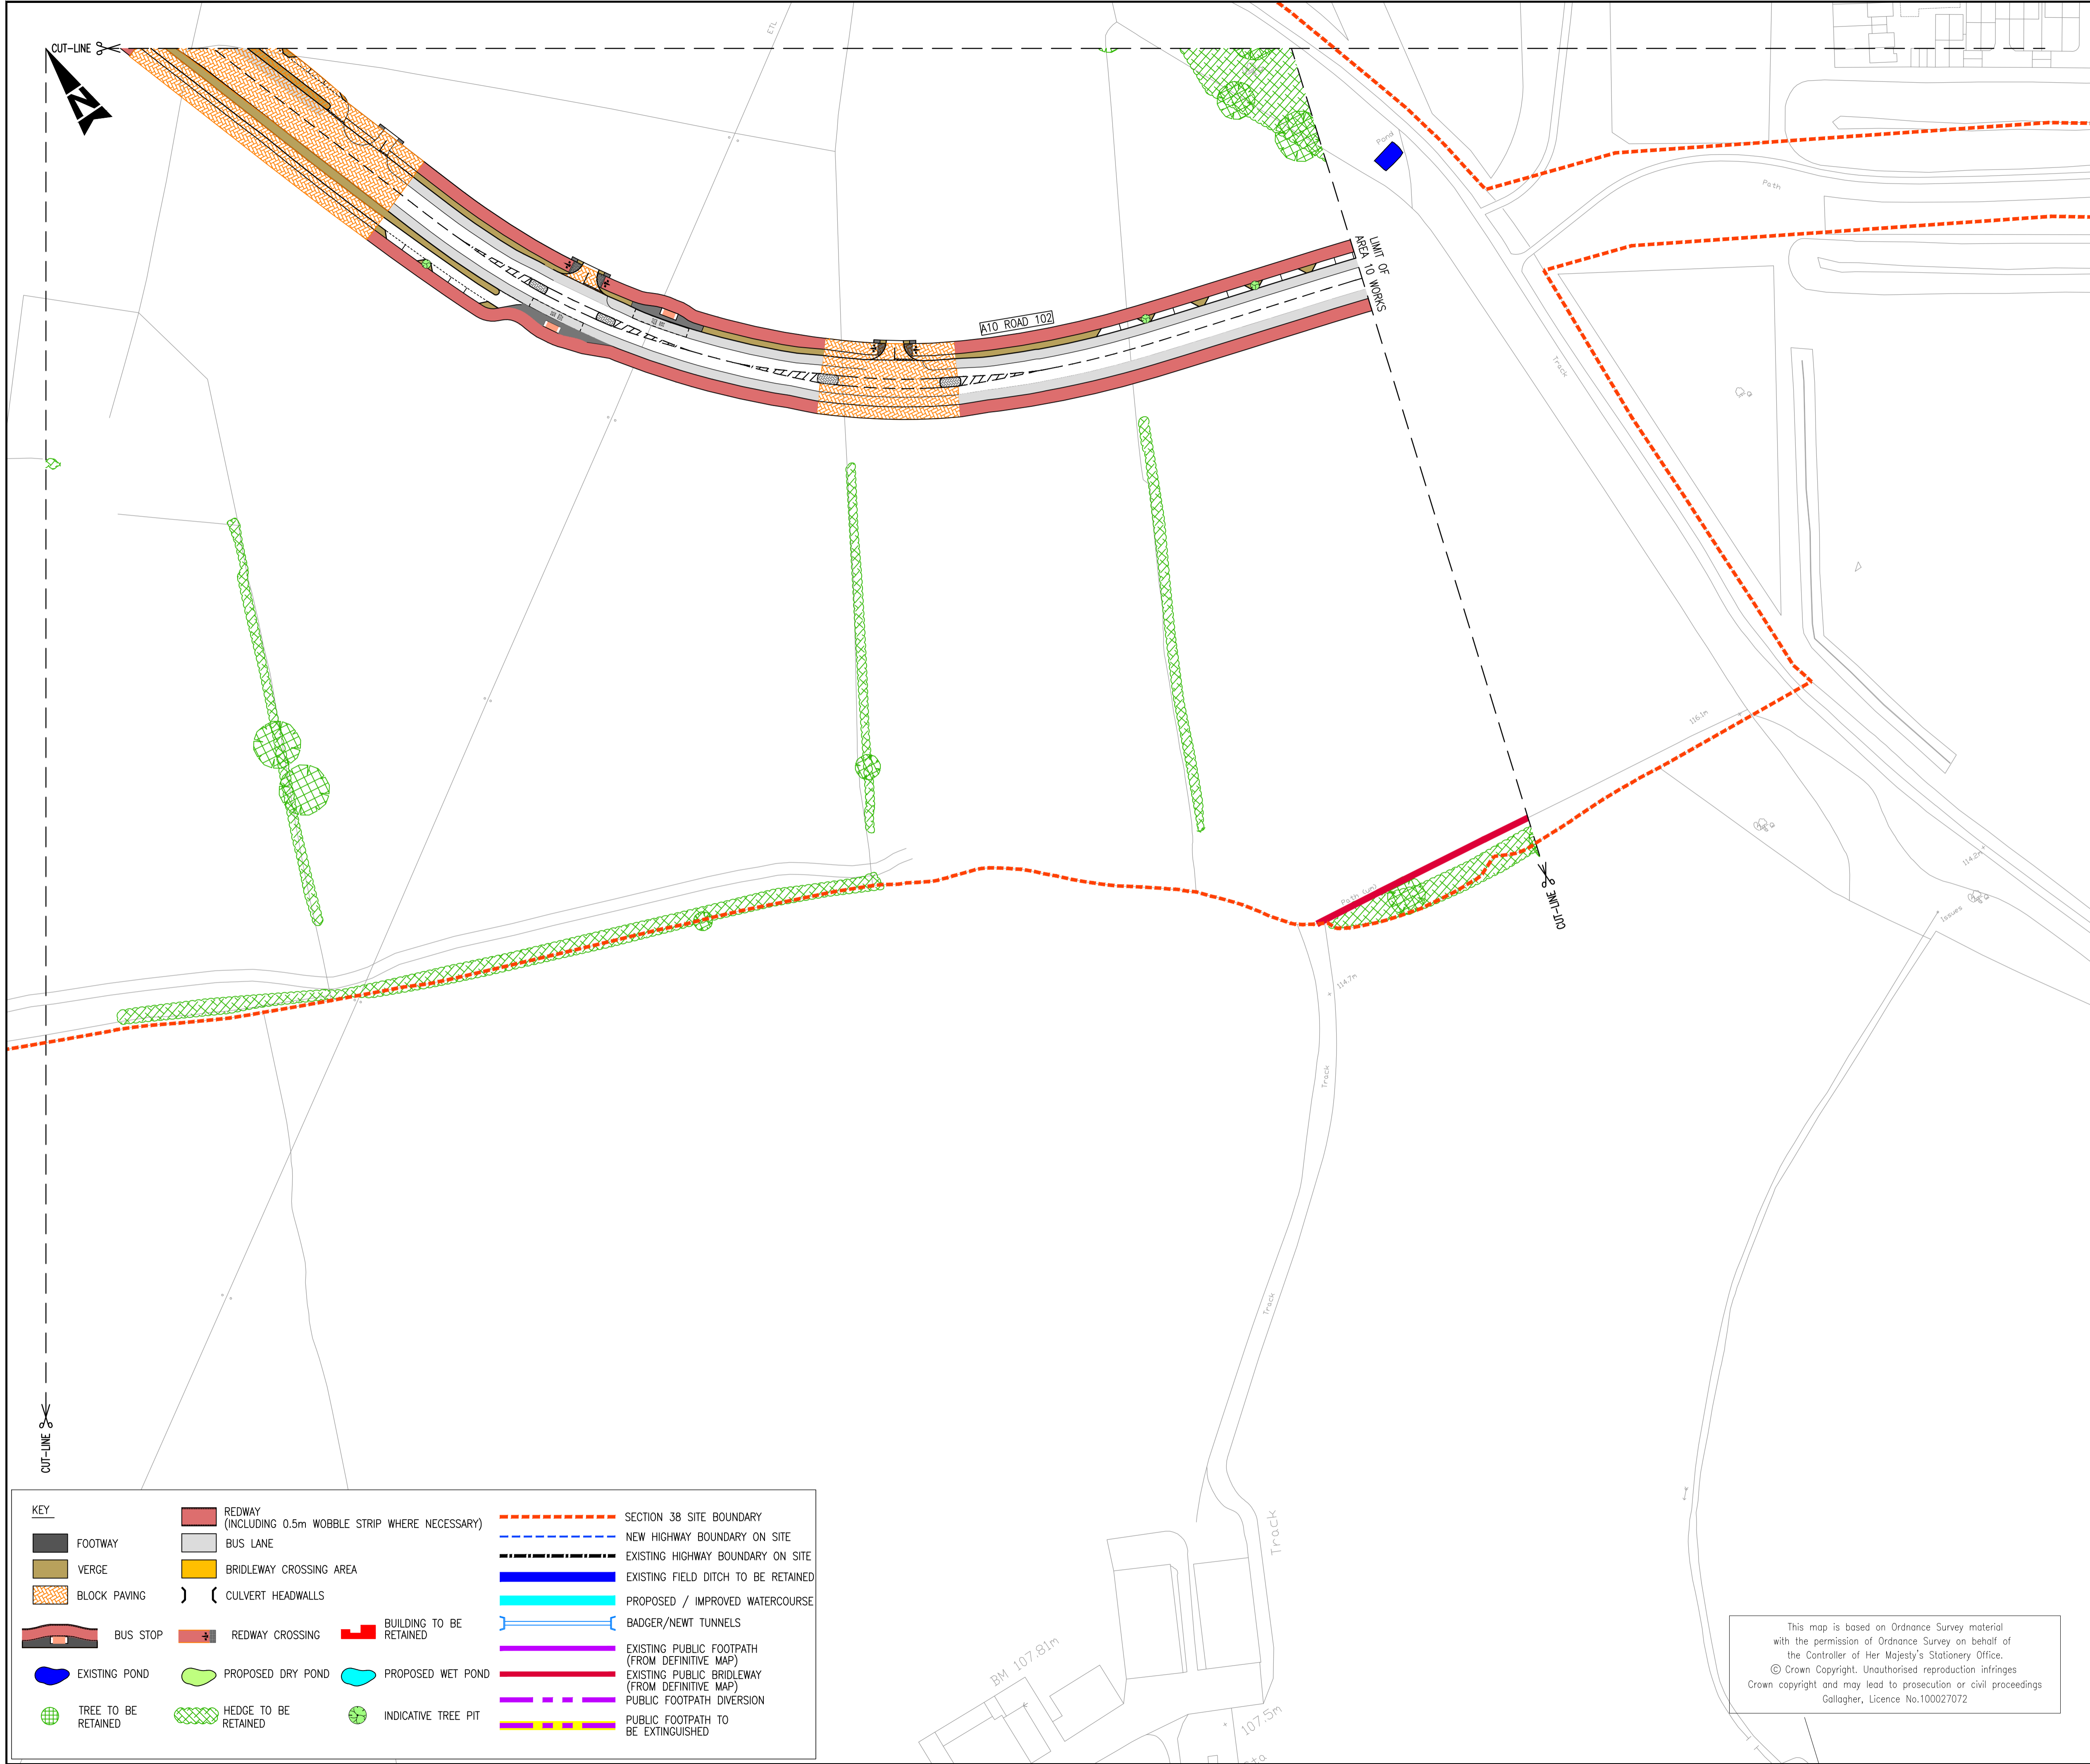 CUT-LINE
N
ETL
Pond
Path
LIMIT OF
AREA 10 WORKS
A10 ROAD 102
Track
116.1m
114.2m
Issues
Path (um)
CUT-LINE
114.7m
Track
Track
Track
CUT-LINE
BM 107.81m
107.5m
KEY
FOOTWAY
VERGE
BLOCK PAVING
REDWAY
(INCLUDING 0.5m WOBBLE STRIP WHERE NECESSARY)
BUS LANE
BRIDLEWAY CROSSING AREA
CULVERT HEADWALLS
BUS STOP
REDWAY CROSSING
BUILDING TO BE
RETAINED
EXISTING POND
PROPOSED DRY POND
PROPOSED WET POND
TREE TO BE
RETAINED
HEDGE TO BE
RETAINED
INDICATIVE TREE PIT
SECTION 38 SITE BOUNDARY
NEW HIGHWAY BOUNDARY ON SITE
EXISTING HIGHWAY BOUNDARY ON SITE
EXISTING FIELD DITCH TO BE RETAINED
PROPOSED / IMPROVED WATERCOURSE
BADGER/NEWT TUNNELS
EXISTING PUBLIC FOOTPATH
(FROM DEFINITIVE MAP)
EXISTING PUBLIC BRIDLEWAY
(FROM DEFINITIVE MAP)
PUBLIC FOOTPATH DIVERSION
PUBLIC FOOTPATH TO
BE EXTINGUISHED
This map is based on Ordnance Survey material
with the permission of Ordnance Survey on behalf of
the Controller of Her Majesty's Stationery Office.
© Crown Copyright. Unauthorised reproduction infringes
Crown copyright and may lead to prosecution or civil proceedings
Gallagher, Licence No.100027072